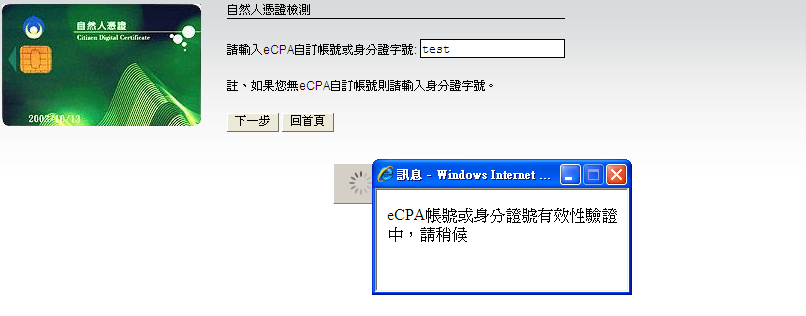 自然人憑證
Citizen Digital Certificate
2003/10/13
自然人憑證檢測
請輸入eCPA自訂帳號或身分證字號: test
註、如果您無eCPA自訂帳號則請輸入身分證字號。
下一步 回首頁
訊息 - Windows Internet ...
eCPA帳號或身分證號有效性驗證
中，請稍候